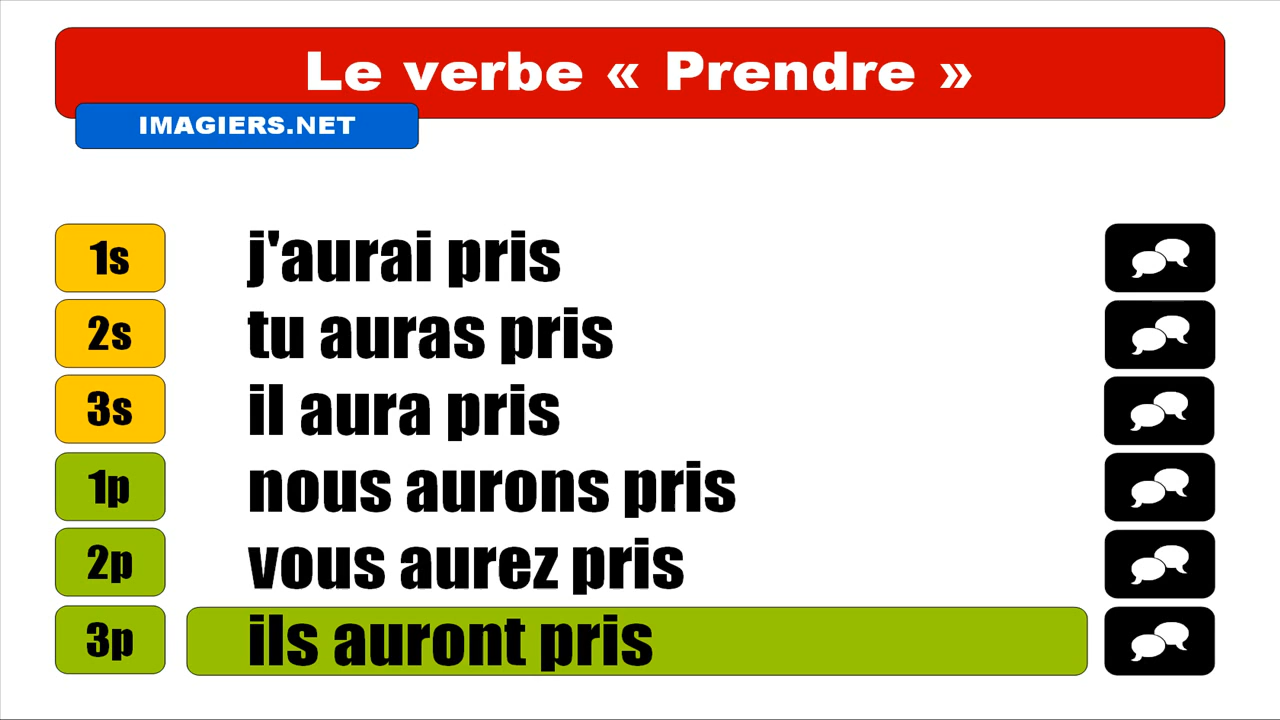 Le verbe « Prendre »
IMAGIERS.NET
1s j'aurai pris
2s tu auras pris
3s il aura pris
1p nous aurons pris
2p vous aurez pris
3p ils auront pris